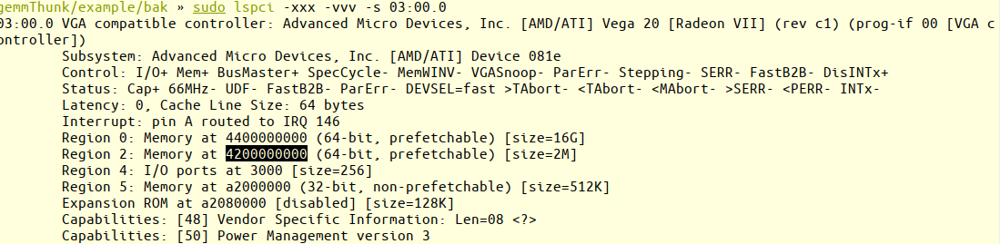 gemmThunk/example/bak » sudo lspci -xxx -vvv -s 03:00.0
03:00.0 VGA compatible controller: Advanced Micro Devices, Inc. [AMD/ATI] Vega 20 [Radeon VII] (rev c1) (prog-if 00 [VGA c
ontroller])
Subsystem: Advanced Micro Devices, Inc. [AMD/ATI] Device 081e
Control: I/O+ Mem+ BusMaster+ SpecCycle- MemWINV- VGASnoop- ParErr- Stepping- SERR- FastB2B- DisINTx+
Status: Cap+ 66MHz- UDF- FastB2B- ParErr- DEVSEL=fast >TAbort- <TAbort- <MAbort- >SERR- <PERR- INTx-
Latency: 0, Cache Line Size: 64 bytes
Interrupt: pin A routed to IRQ 146
Region 0: Memory at 4400000000 (64-bit, prefetchable) [size=16G]
Region 2: Memory at 4200000000 (64-bit, prefetchable) [size=2M]
Region 4: I/O ports at 3000 [size=256]
Region 5: Memory at a2000000 (32-bit, non-prefetchable) [size=512K]
Expansion ROM at a2080000 [disabled] [size=128K]
Capabilities: [48] Vendor Specific Information: Len=08 <?>
Capabilities: [50] Power Management version 3